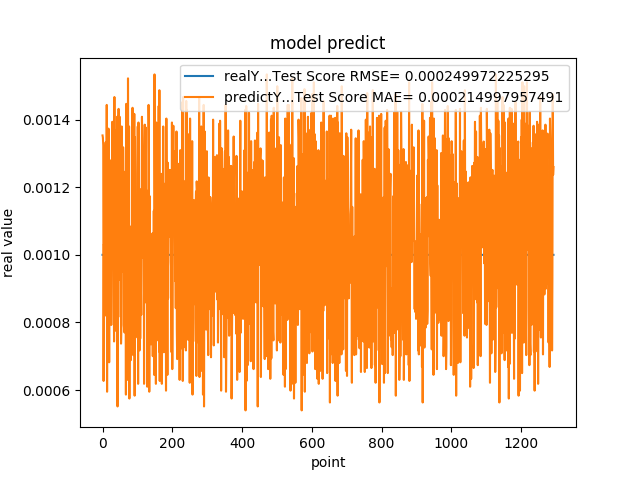 model predict
realY...Test Score RMSE= 0.000249972225295
predictY...Test Score MAE= 0.000214997957491
0.0014
0.0012
0.0010
0.0008
0.0006
real value
0 200 400 600 800 1000 1200
point